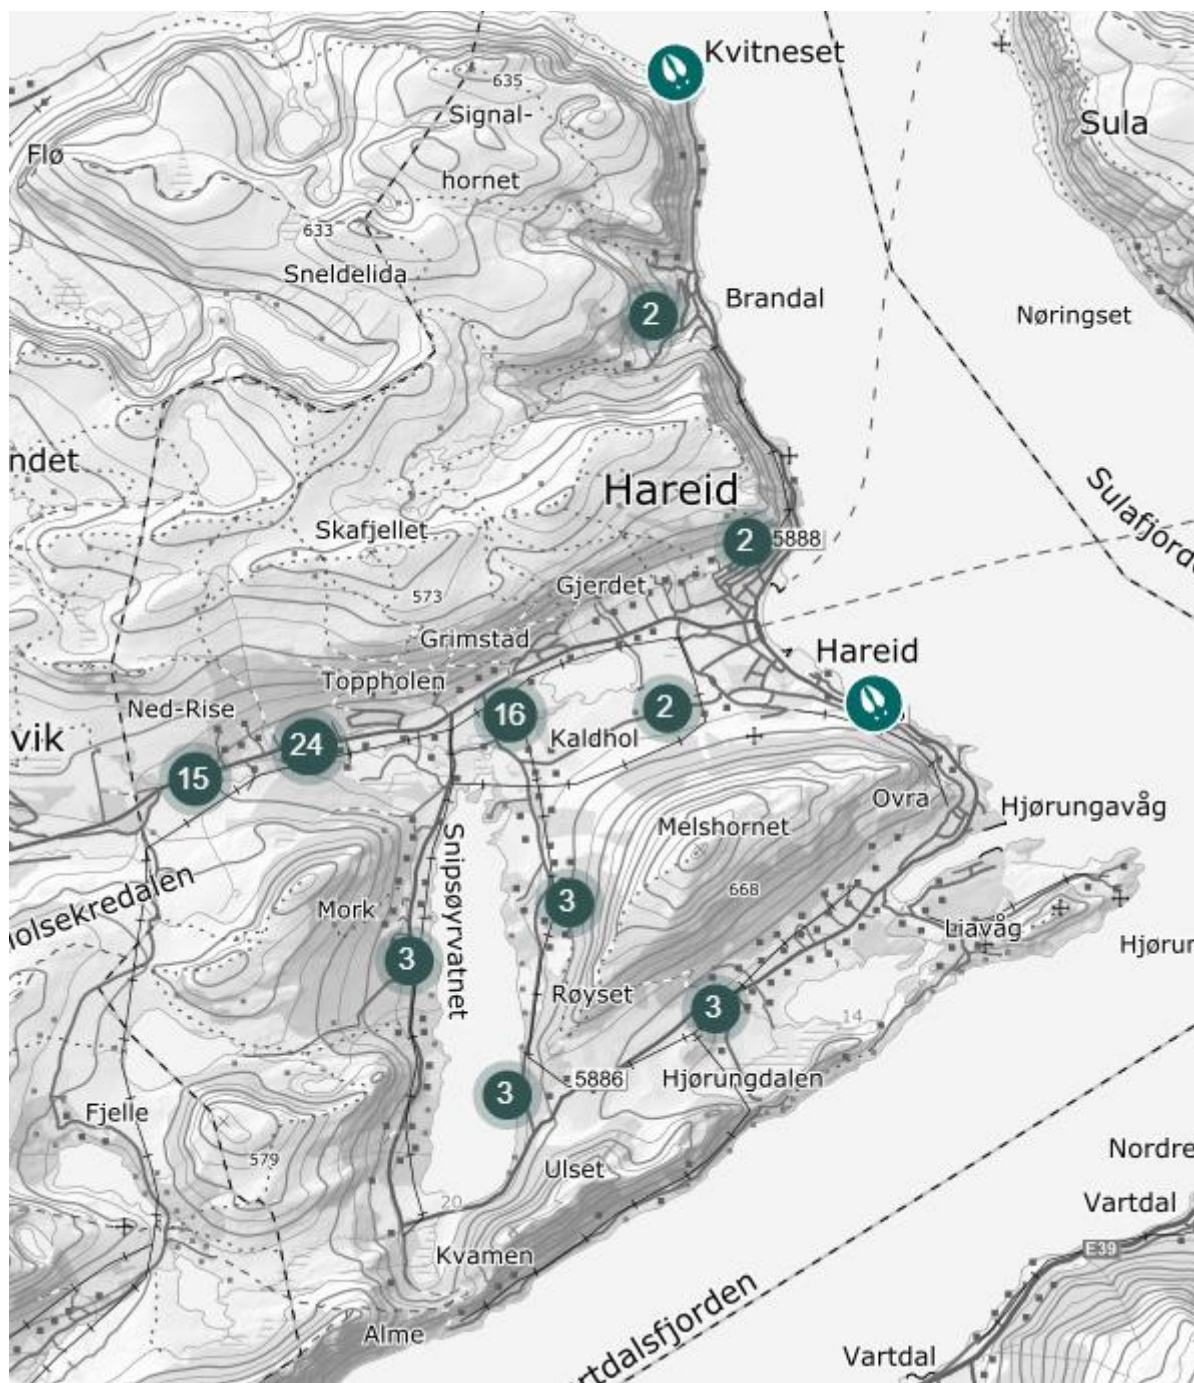 Kvitneset
635
Signal-
hornet
Sula
Flø
633
Sneldelida
Brandal
2
Nøringset
ndet
Hareid
Sulafjord
Skafjellet
2
5888
Gjerdet
573
Grimstad
Hareid
Toppholen
Ned-Rise
16
2
vik
24
Kaldhol
15
Ovra
Hjørungavåg
Melshornet
Snipsøyrvatnet
668
olsekredalen
Mork
3
Liavåg
Hjørun
3
Røyset
3
14
5886
Hjørungdalen
3
Fjelle
579
Ulset
Nordre
20
Vartdal
Kvamen
E39
rtdalsfjorden
Alme
Vartdal